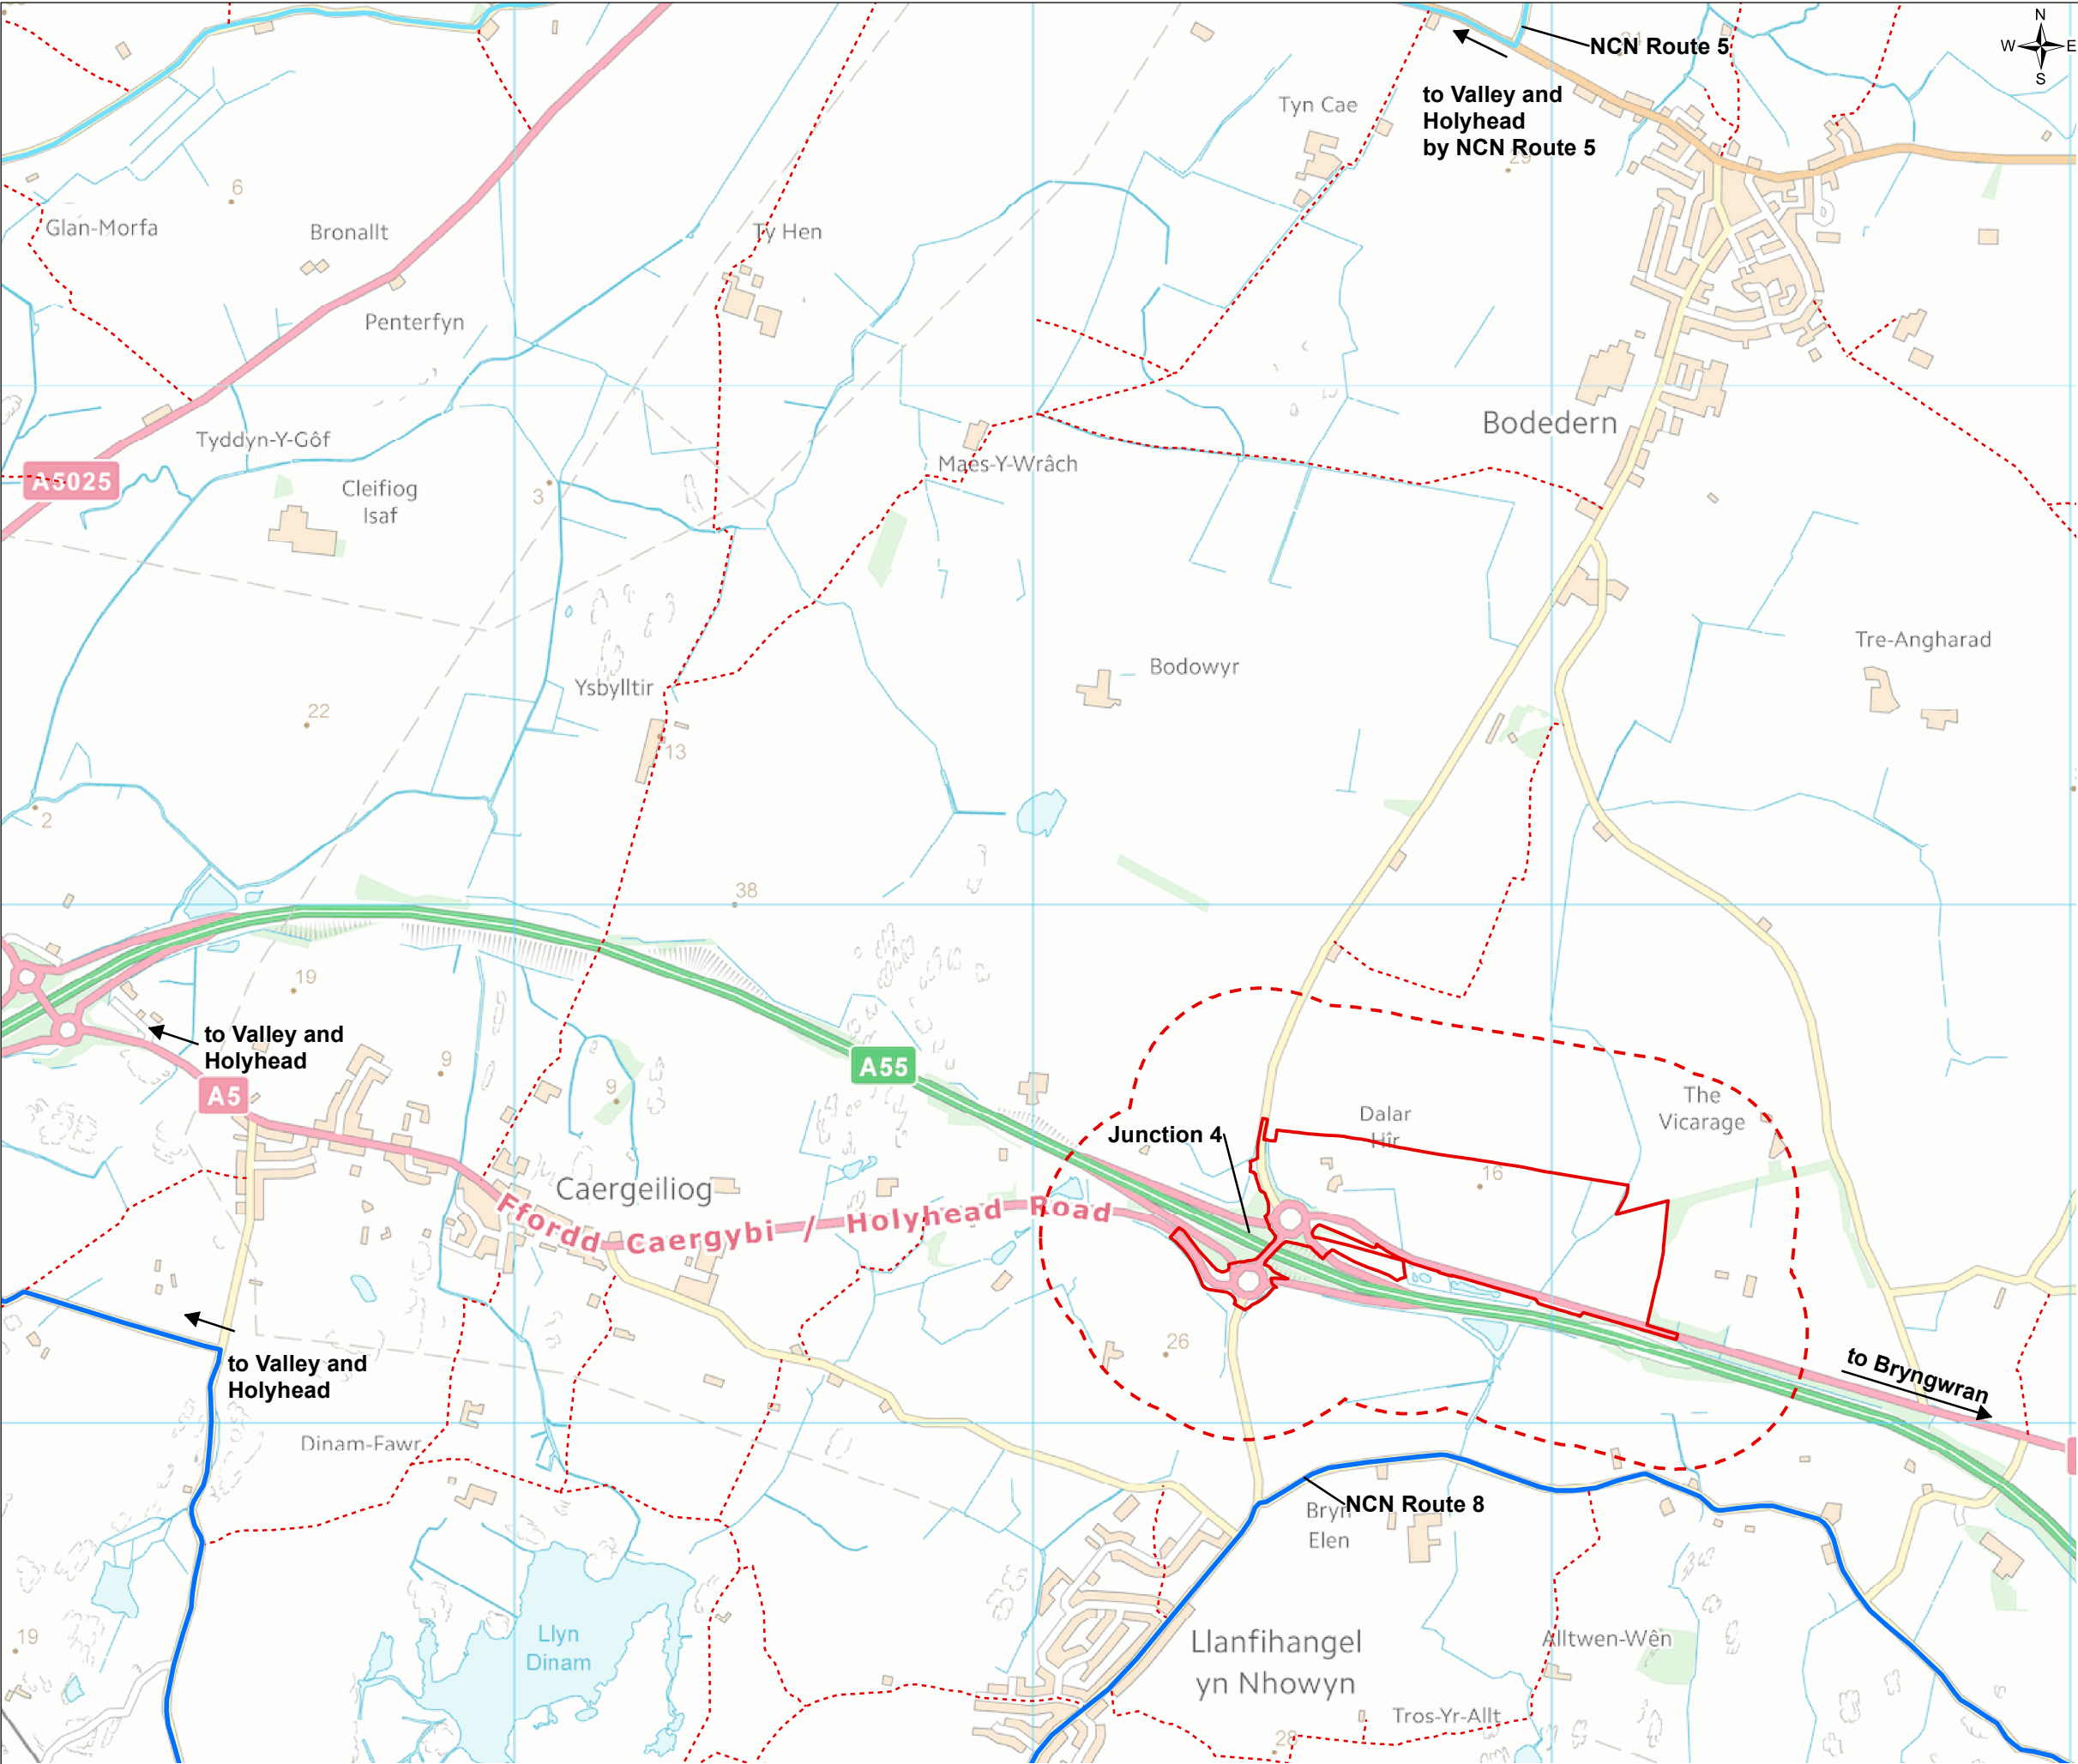 N
W E
S
NCN Route 5
to Valley and
Holyhead
by NCN Route 5
29
Tyn Cae
6
Glan-Morfa
Bronallt
Ty Hen
Penterfyn
Bodedern
Tyddyn-Y-Gôf
Maes-Y-Wrâch
A5025
Cleifiog
Isaf
3
Tre-Angharad
Bodowyr
Ysbylltir
22
13
2
38
19
to Valley and
Holyhead
9
9
A55
A5
The
Vicarage
Dalar
Hîr
Junction 4
16
Caergeiliog
Ffordd Caergybi / Holyhead Road
26
to Valley and
Holyhead
to Bryngwran
Dinam-Fawr
NCN Route 8
Bryn
Elen
19
Llyn
Dinam
Llanfihangel
yn Nhowyn
Alltwen-Wên
Tros-Yr-Allt
28